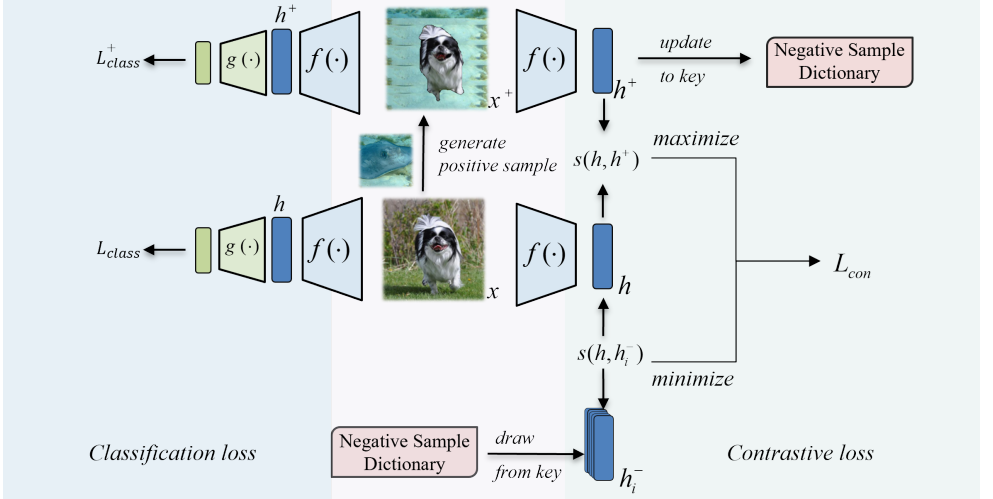 L⁺class
g (·)
h⁺
f(·)
x⁺
f(·)
h⁺
update
to key
Negative Sample
Dictionary
generate
positive sample
s(h, h⁺)
maximize
Lclass
g (·)
h
f(·)
x
f(·)
h
Lcon
s(h, hᵢ⁻)
minimize
Classification loss
Negative Sample
Dictionary
draw
from key
hᵢ⁻
Contrastive loss